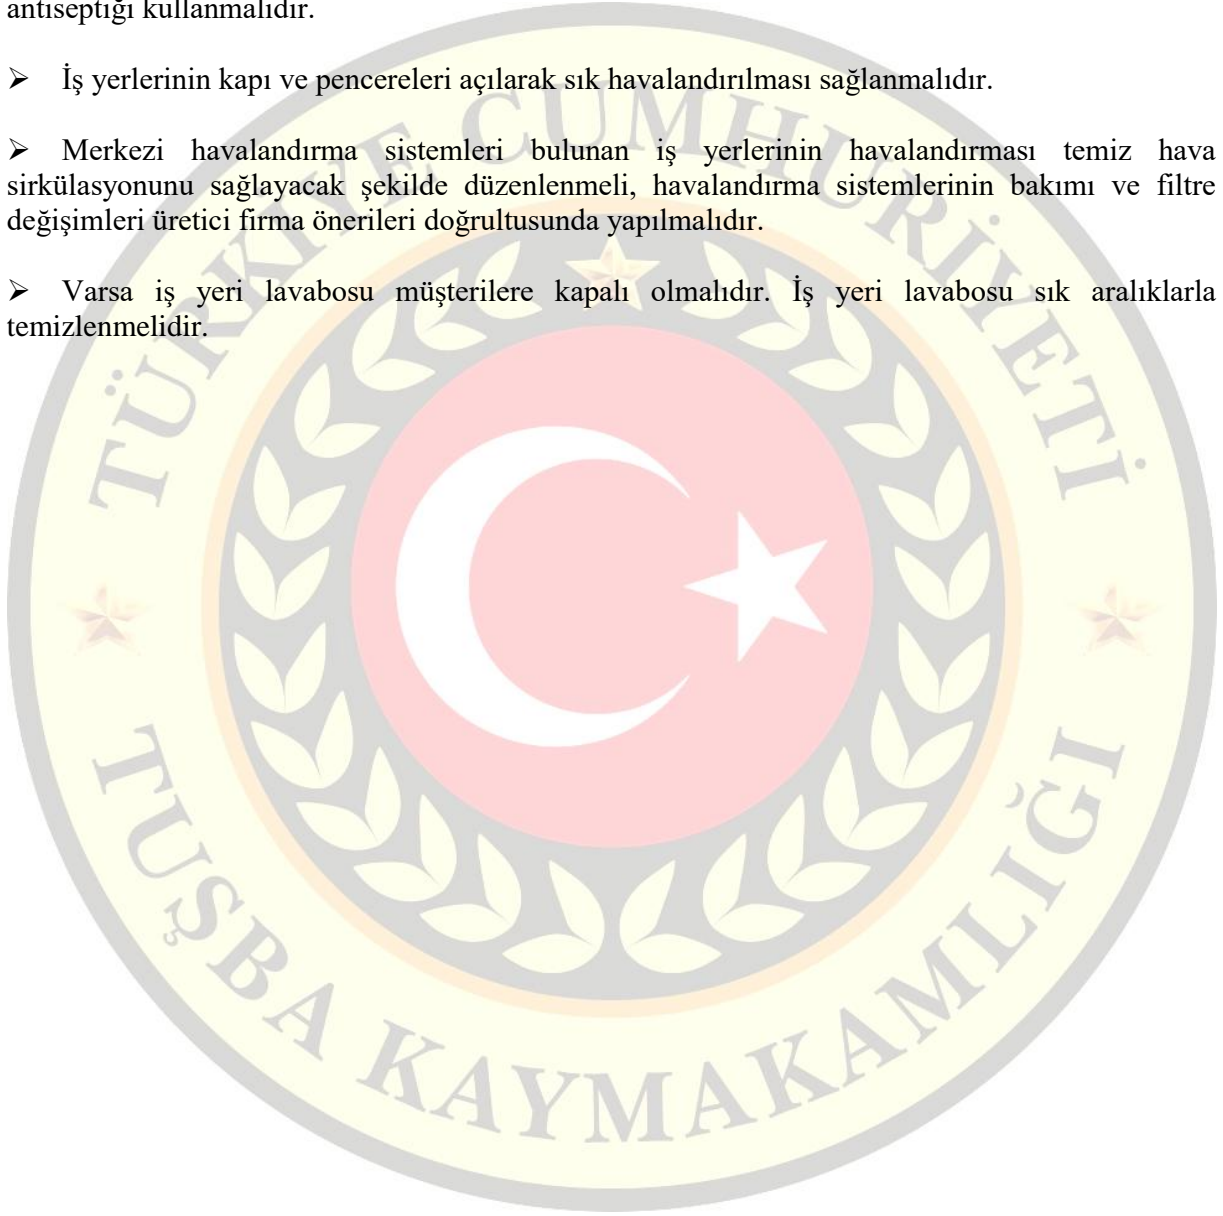 antiseptiği kullanmalıdır.
➢ İş yerlerinin kapı ve pencereleri açılarak sık havalandırılması sağlanmalıdır.
➢ Merkezi havalandırma sistemleri bulunan iş yerlerinin havalandırması temiz hava
sirkülasyonunu sağlayacak şekilde düzenlenmeli, havalandırma sistemlerinin bakımı ve filtre
değişimleri üretici firma önerileri doğrultusunda yapılmalıdır.
➢ Varsa iş yeri lavabosu müşterilere kapalı olmalıdır. İş yeri lavabosu sık aralıklarla
temizlenmelidir.
TÜRKİYE CUMHURİYETİ
TUŞBA KAYMAKAMLIĞI